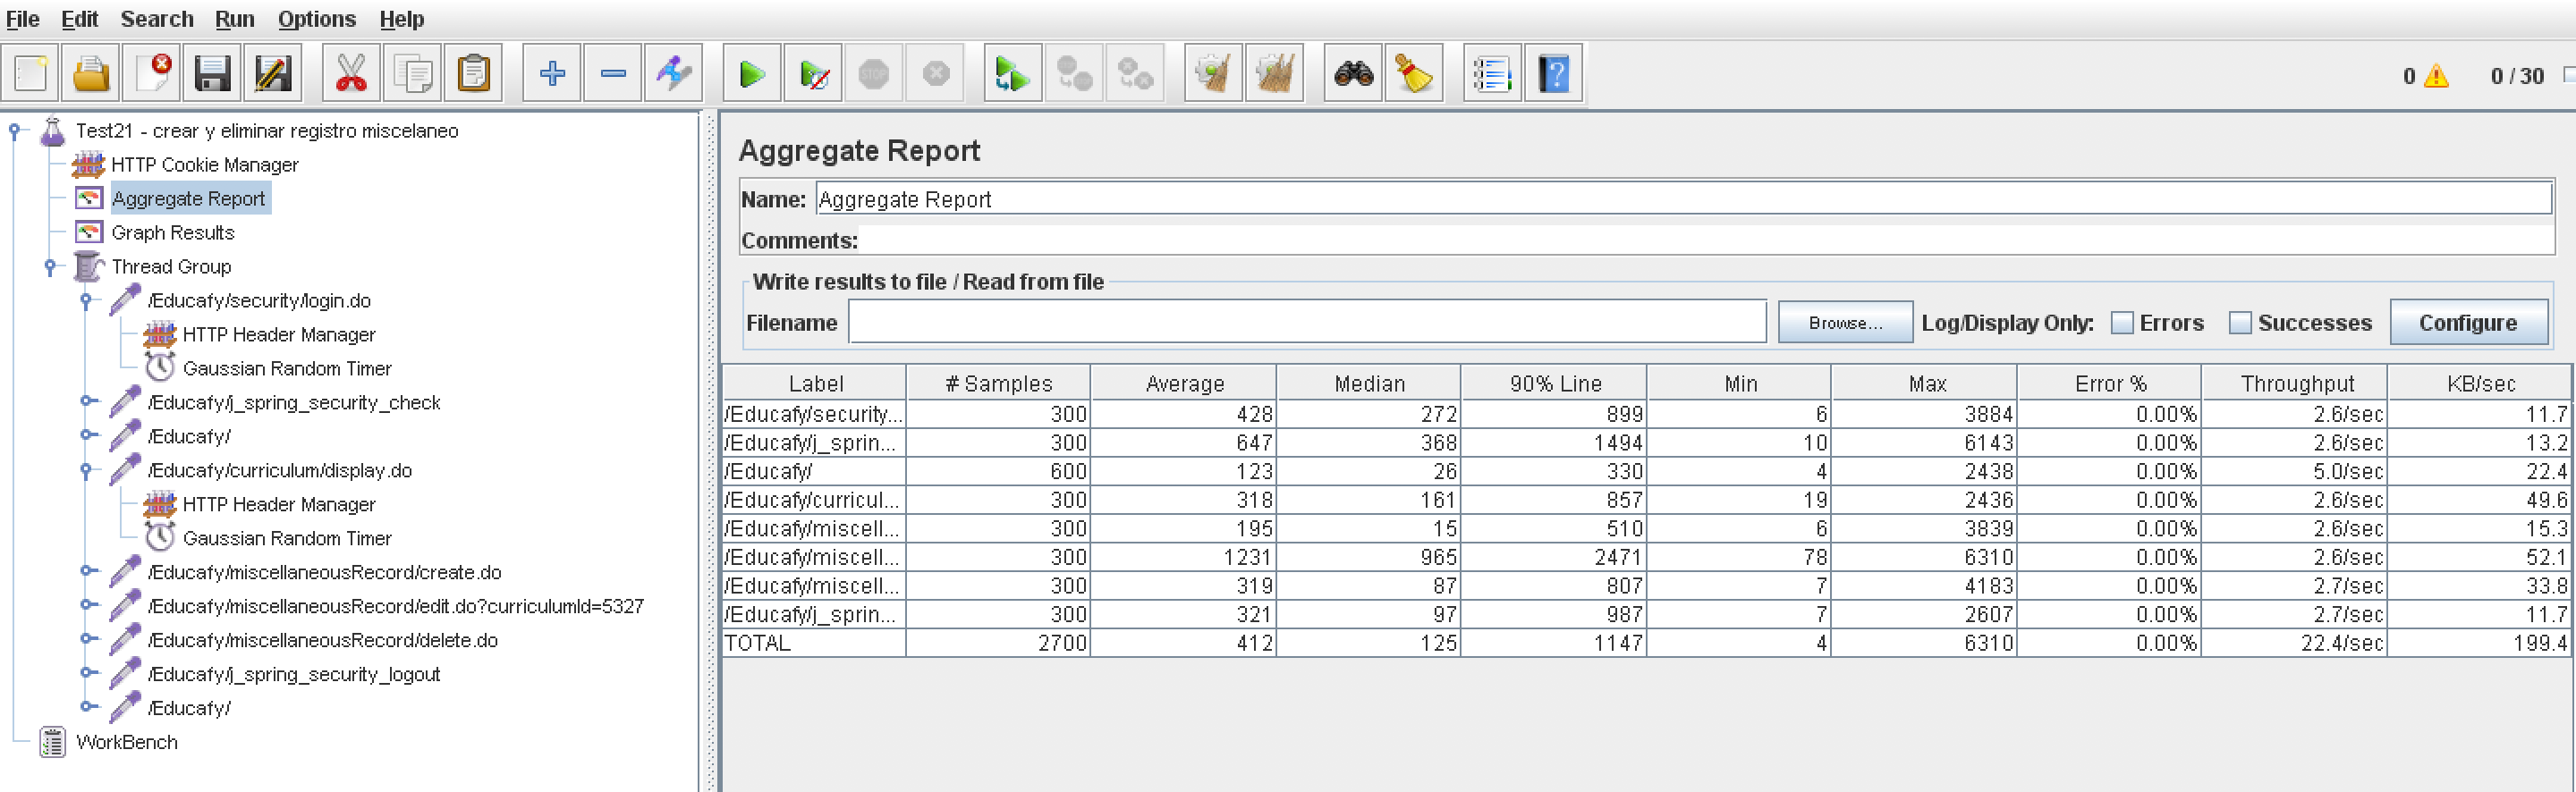 File Edit Search Run Options Help
STOP
0 0 / 30
Test21 - crear y eliminar registro miscelaneo
HTTP Cookie Manager
Aggregate Report
Graph Results
Thread Group
/Educafy/security/login.do
HTTP Header Manager
Gaussian Random Timer
/Educafy/j_spring_security_check
/Educafy/
/Educafy/curriculum/display.do
HTTP Header Manager
Gaussian Random Timer
/Educafy/miscellaneousRecord/create.do
/Educafy/miscellaneousRecord/edit.do?curriculumId=5327
/Educafy/miscellaneousRecord/delete.do
/Educafy/j_spring_security_logout
/Educafy/
WorkBench
Aggregate Report
Name: Aggregate Report
Comments:
Write results to file / Read from file
Filename Browse... Log/Display Only: Errors Successes Configure
Label # Samples Average Median 90% Line Min Max Error % Throughput KB/sec
/Educafy/security... 300 428 272 899 6 3884 0.00% 2.6/sec 11.7
/Educafy/j_sprin... 300 647 368 1494 10 6143 0.00% 2.6/sec 13.2
/Educafy/ 600 123 26 330 4 2438 0.00% 5.0/sec 22.4
/Educafy/curricul... 300 318 161 857 19 2436 0.00% 2.6/sec 49.6
/Educafy/miscell... 300 195 15 510 6 3839 0.00% 2.6/sec 15.3
/Educafy/miscell... 300 1231 965 2471 78 6310 0.00% 2.6/sec 52.1
/Educafy/miscell... 300 319 87 807 7 4183 0.00% 2.7/sec 33.8
/Educafy/j_sprin... 300 321 97 987 7 2607 0.00% 2.7/sec 11.7
TOTAL 2700 412 125 1147 4 6310 0.00% 22.4/sec 199.4